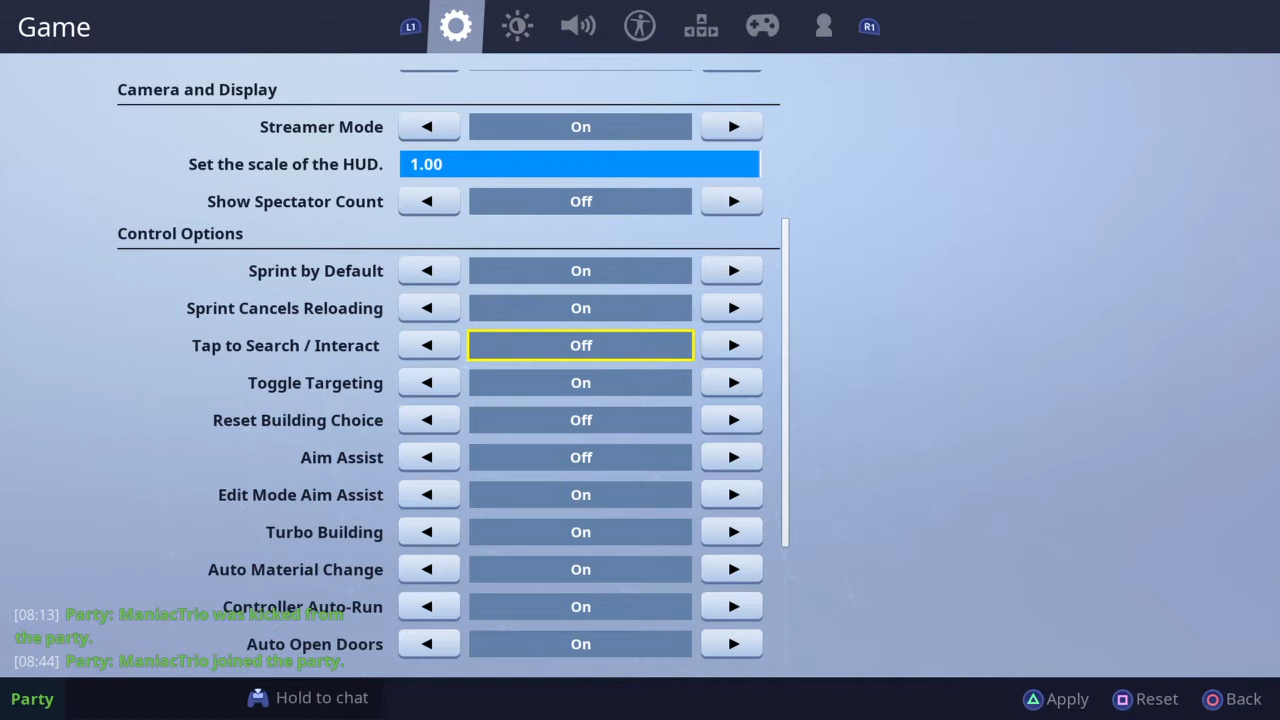 Game
L1
R1
Camera and Display
Streamer Mode On
Set the scale of the HUD. 1.00
Show Spectator Count Off
Control Options
Sprint by Default On
Sprint Cancels Reloading On
Tap to Search / Interact Off
Toggle Targeting On
Reset Building Choice Off
Aim Assist Off
Edit Mode Aim Assist On
Turbo Building On
Auto Material Change On
Controller Auto-Run On
[08:13] Party: ManiacTrio was kicked from
the party.
Auto Open Doors On
[08:44] Party: ManiacTrio joined the party.
Party Hold to chat Apply Reset Back